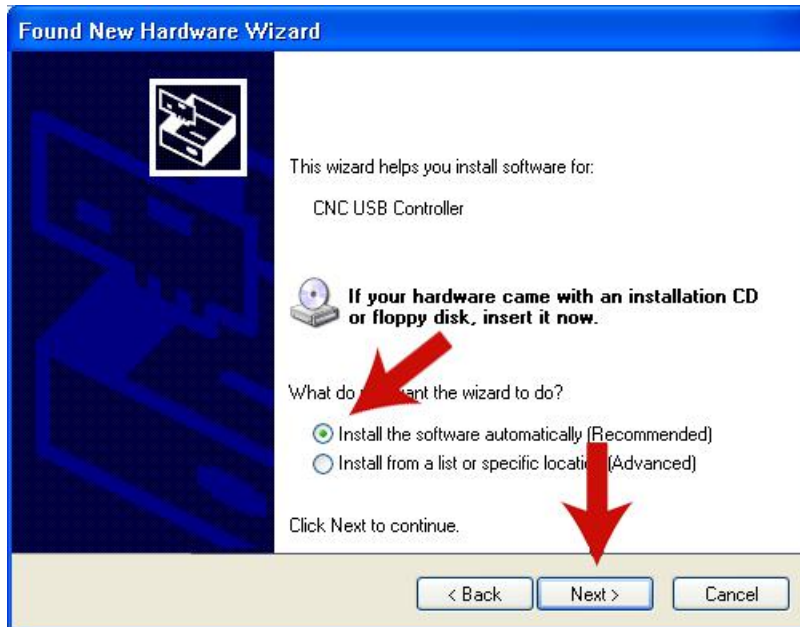 Found New Hardware Wizard
This wizard helps you install software for:
CNC USB Controller
If your hardware came with an installation CD
or floppy disk, insert it now.
What do want the wizard to do?
Install the software automatically (Recommended)
Install from a list or specific location (Advanced)
Click Next to continue.
< Back Next > Cancel